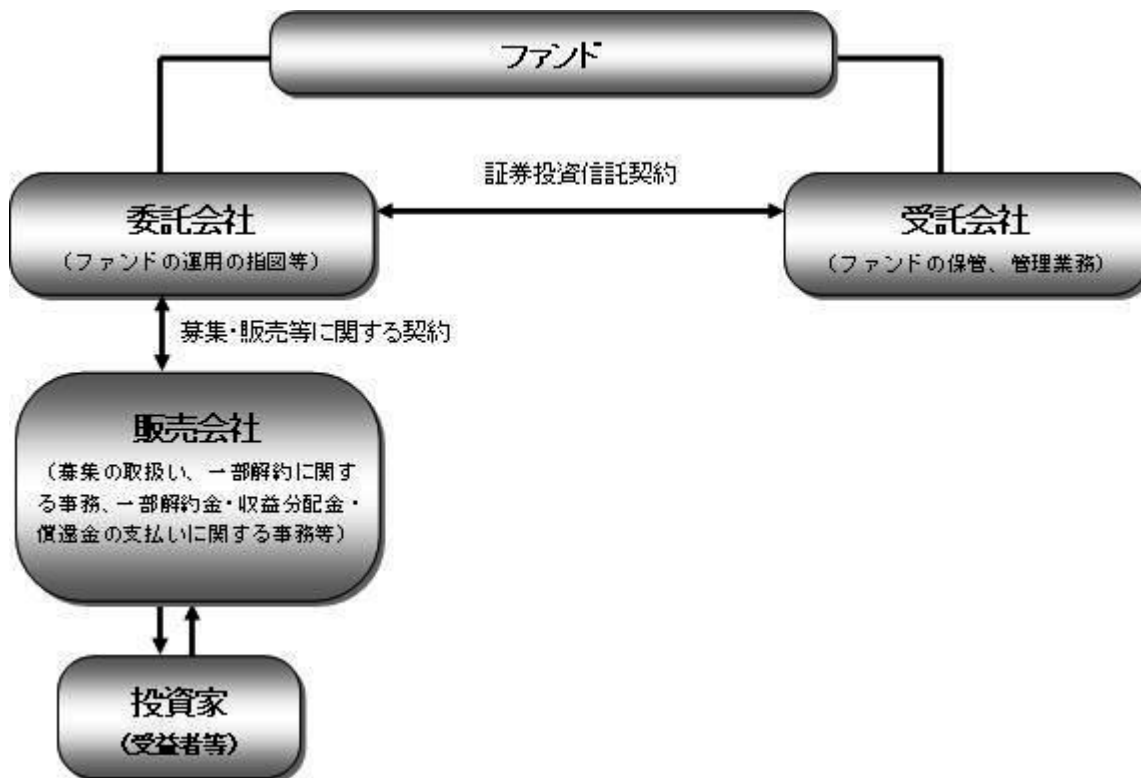 ファンド
証券投資信託契約
委託会社
（ファンドの運用の指図等）
受託会社
（ファンドの保管、管理業務）
募集・販売等に関する契約
販売会社
（募集の取扱い、一部解約に関す
る事務、一部解約金・収益分配金・
償還金の支払いに関する事務等）
投資家
（受益者等）